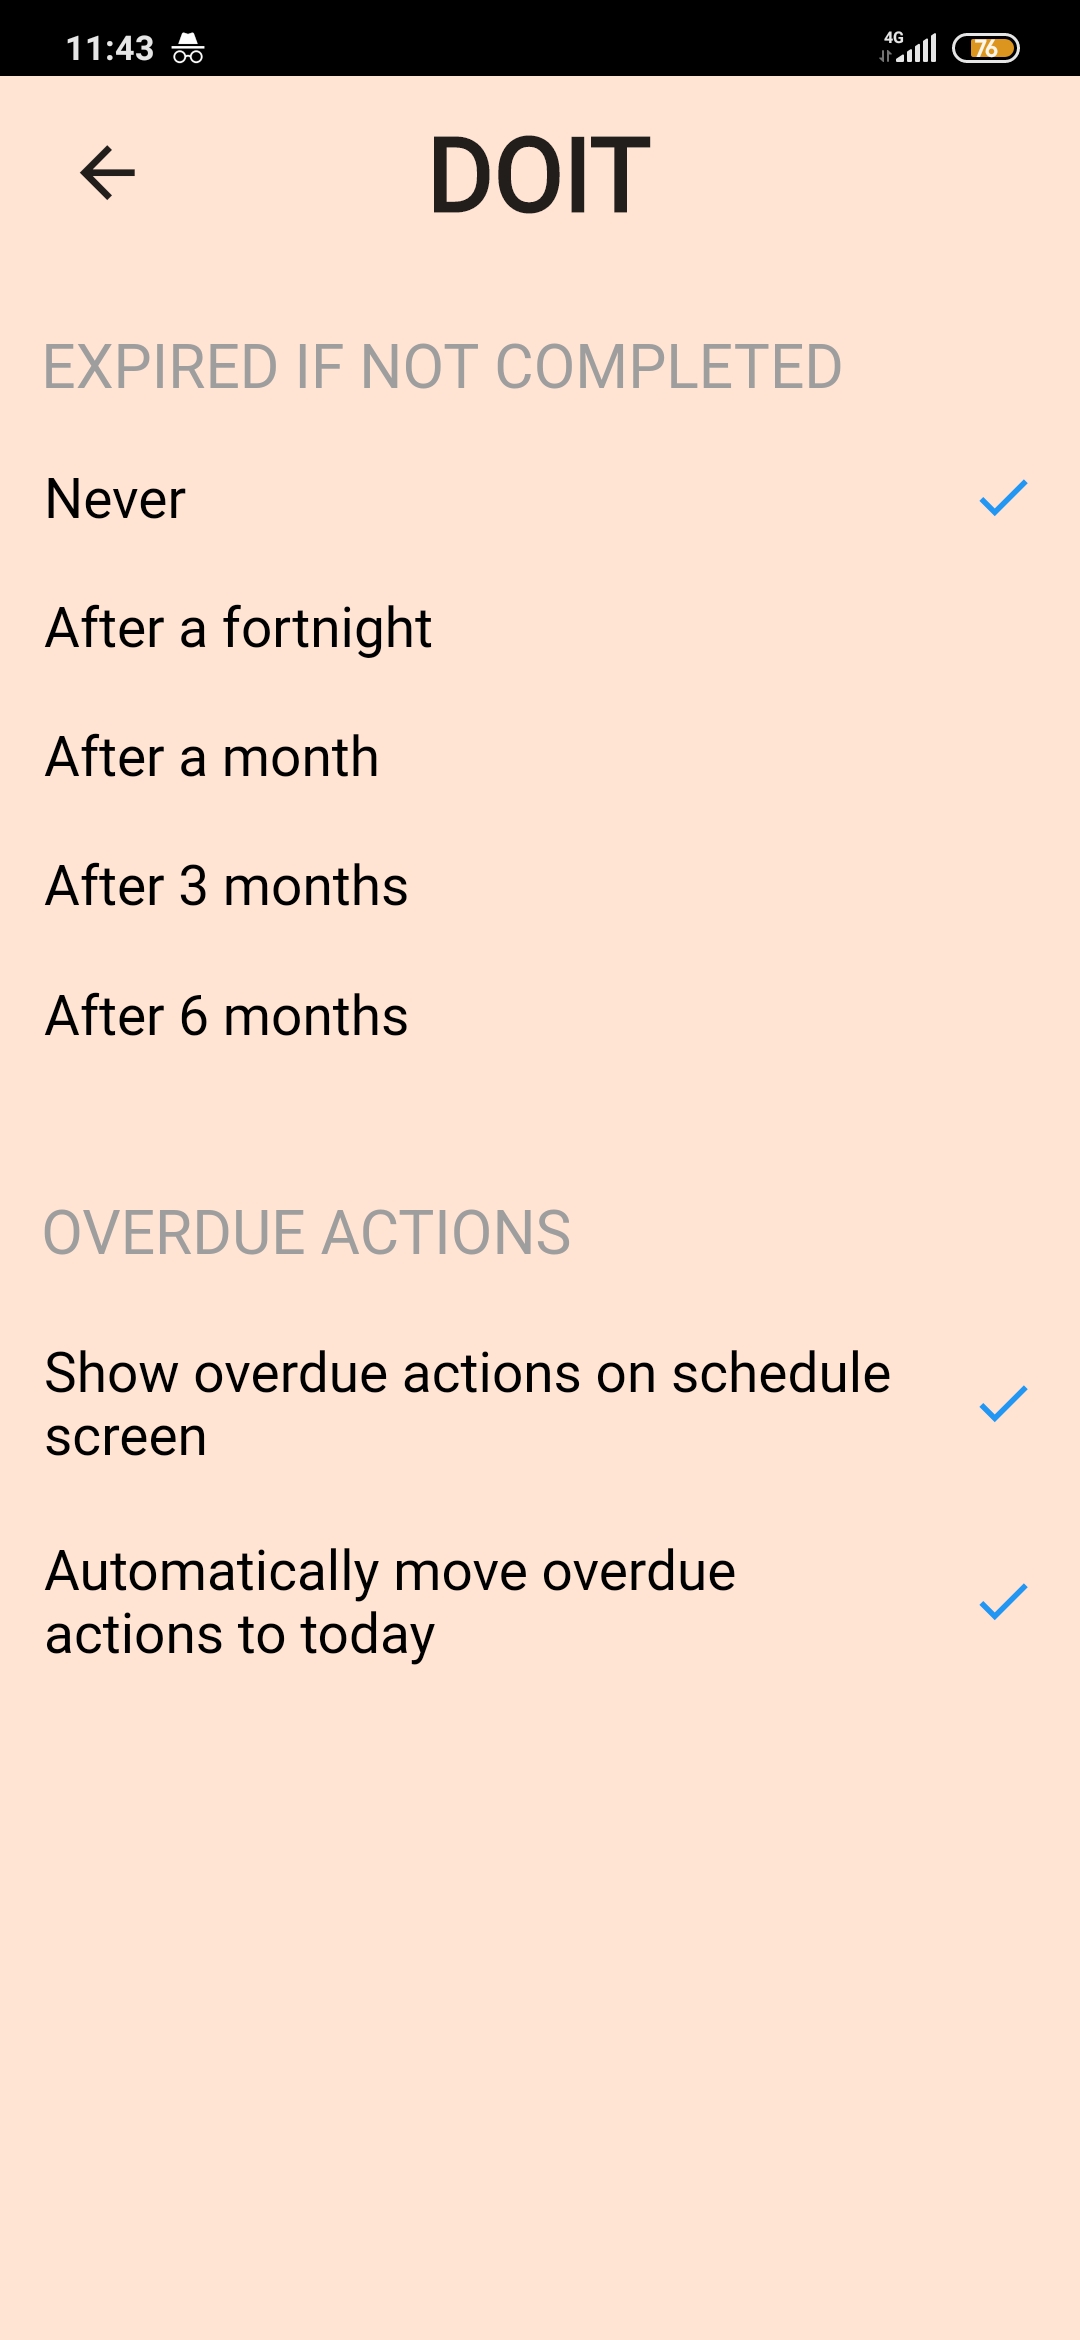 11:43 4G 76
DOIT
EXPIRED IF NOT COMPLETED
Never
After a fortnight
After a month
After 3 months
After 6 months
OVERDUE ACTIONS
Show overdue actions on schedule
screen
Automatically move overdue
actions to today